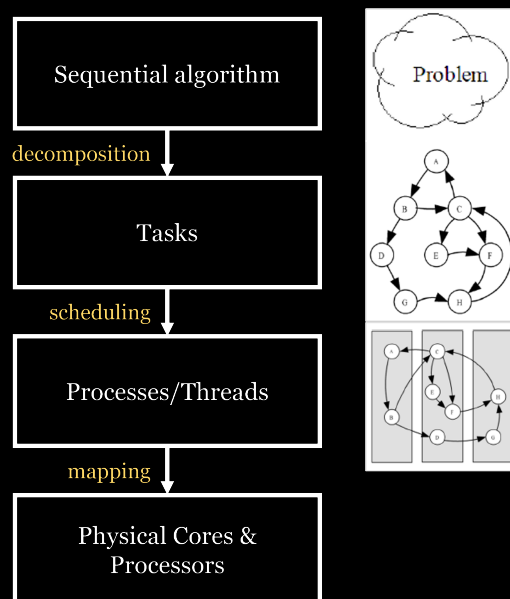 Sequential algorithm
decomposition
Tasks
scheduling
Processes/Threads
mapping
Physical Cores &
Processors
Problem
A
B C
D E F
G H
A C
E H
B F
D G